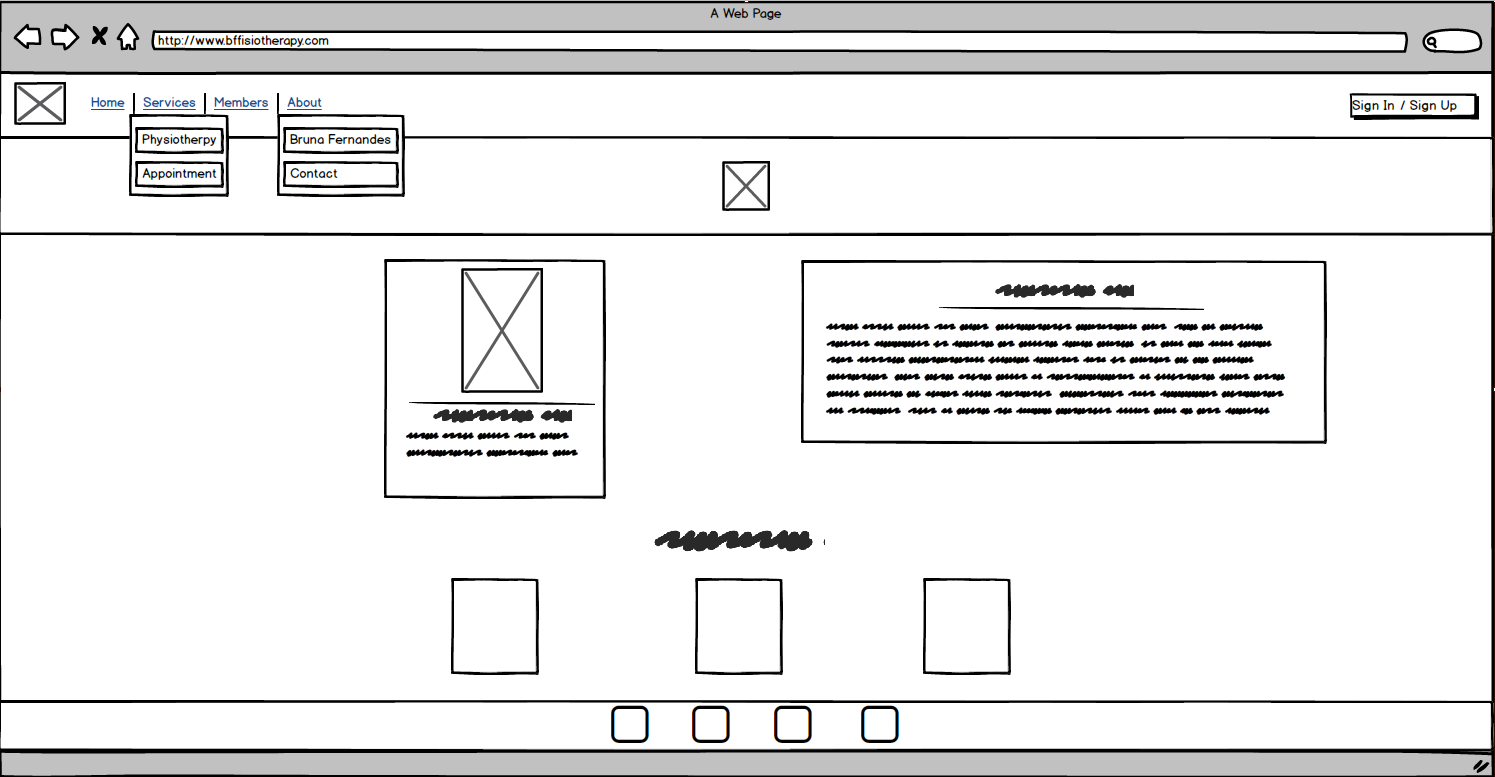 A Web Page
http://www.bffisiotherapy.com
Home Services Members About
Sign In / Sign Up
Physiotherpy
Appointment
Bruna Fernandes
Contact